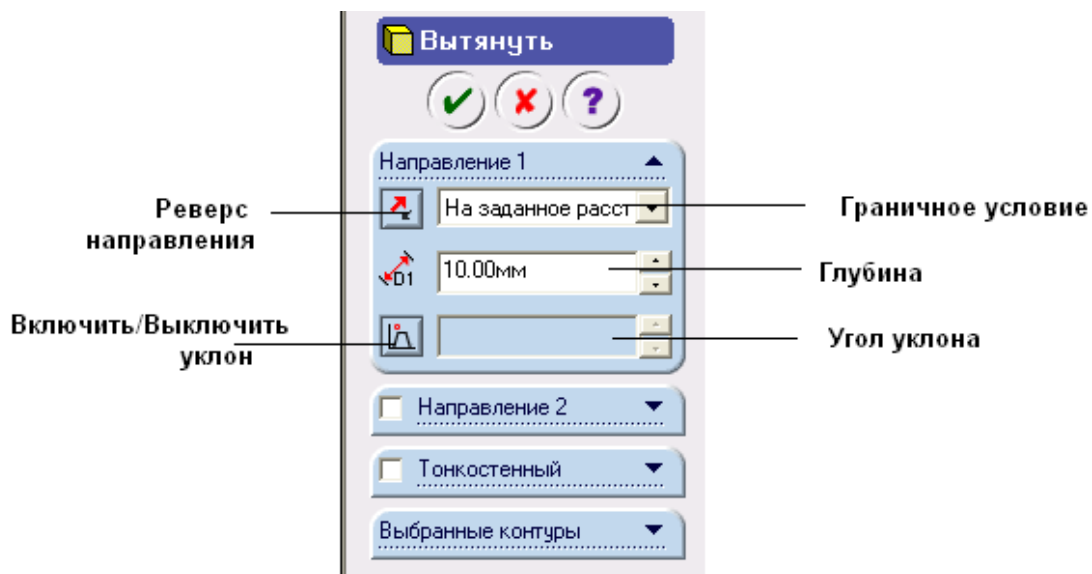 Вытянуть
?
Направление 1
Реверс
направления
На заданное расст
Граничное условие
D1
10.00мм
Глубина
Включить/Выключить
уклон
Угол уклона
Направление 2
Тонкостенный
Выбранные контуры